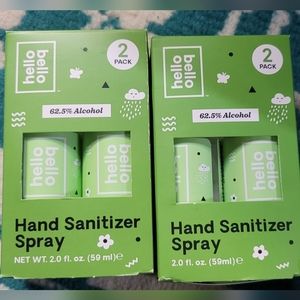 hello
bello
2
PACK
62.5% Alcohol
hello
bello
hello
bello
Hand Sanitizer
Spray
NET WT. 2.0 fl. oz. (59 ml)℮
hello
bello
2
PACK
62.5% Alcohol
hello
bello
Hand Sanitizer
Spray
2.0 fl. oz. (59ml)℮